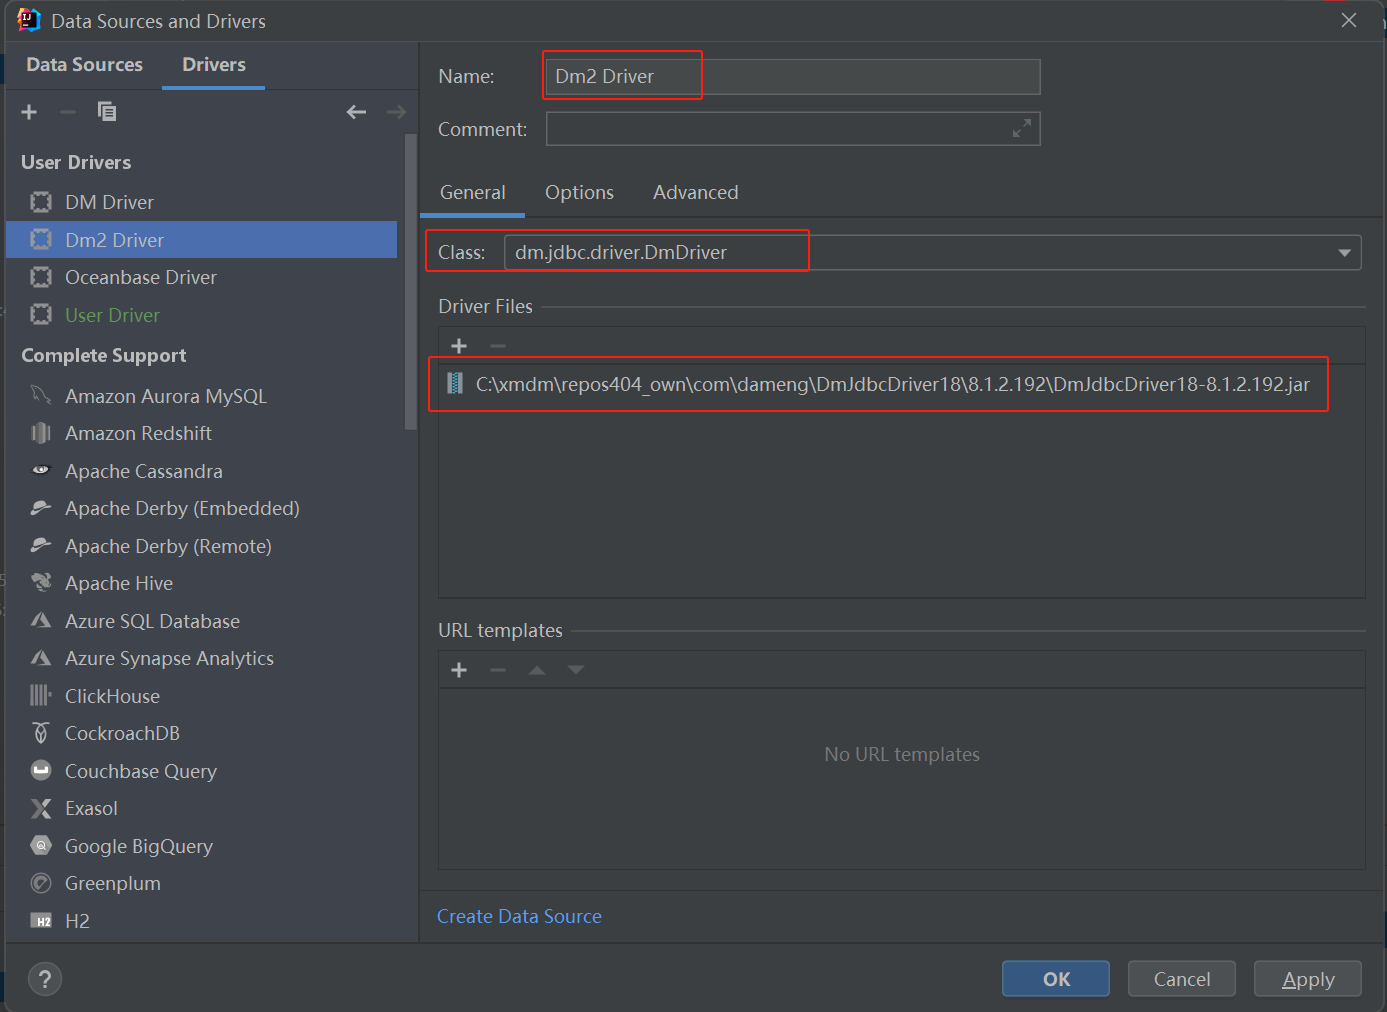 Data Sources and Drivers
Data Sources
Drivers
User Drivers
DM Driver
Dm2 Driver
Oceanbase Driver
User Driver
Complete Support
Amazon Aurora MySQL
Amazon Redshift
Apache Cassandra
Apache Derby (Embedded)
Apache Derby (Remote)
Apache Hive
Azure SQL Database
Azure Synapse Analytics
ClickHouse
CockroachDB
Couchbase Query
Exasol
Google BigQuery
Greenplum
H2
Name: Dm2 Driver
Comment:
General Options Advanced
Class: dm.jdbc.driver.DmDriver
Driver Files
C:\xmdm\repos404_own\com\dameng\DmJdbcDriver18\8.1.2.192\DmJdbcDriver18-8.1.2.192.jar
URL templates
No URL templates
Create Data Source
?
OK Cancel Apply